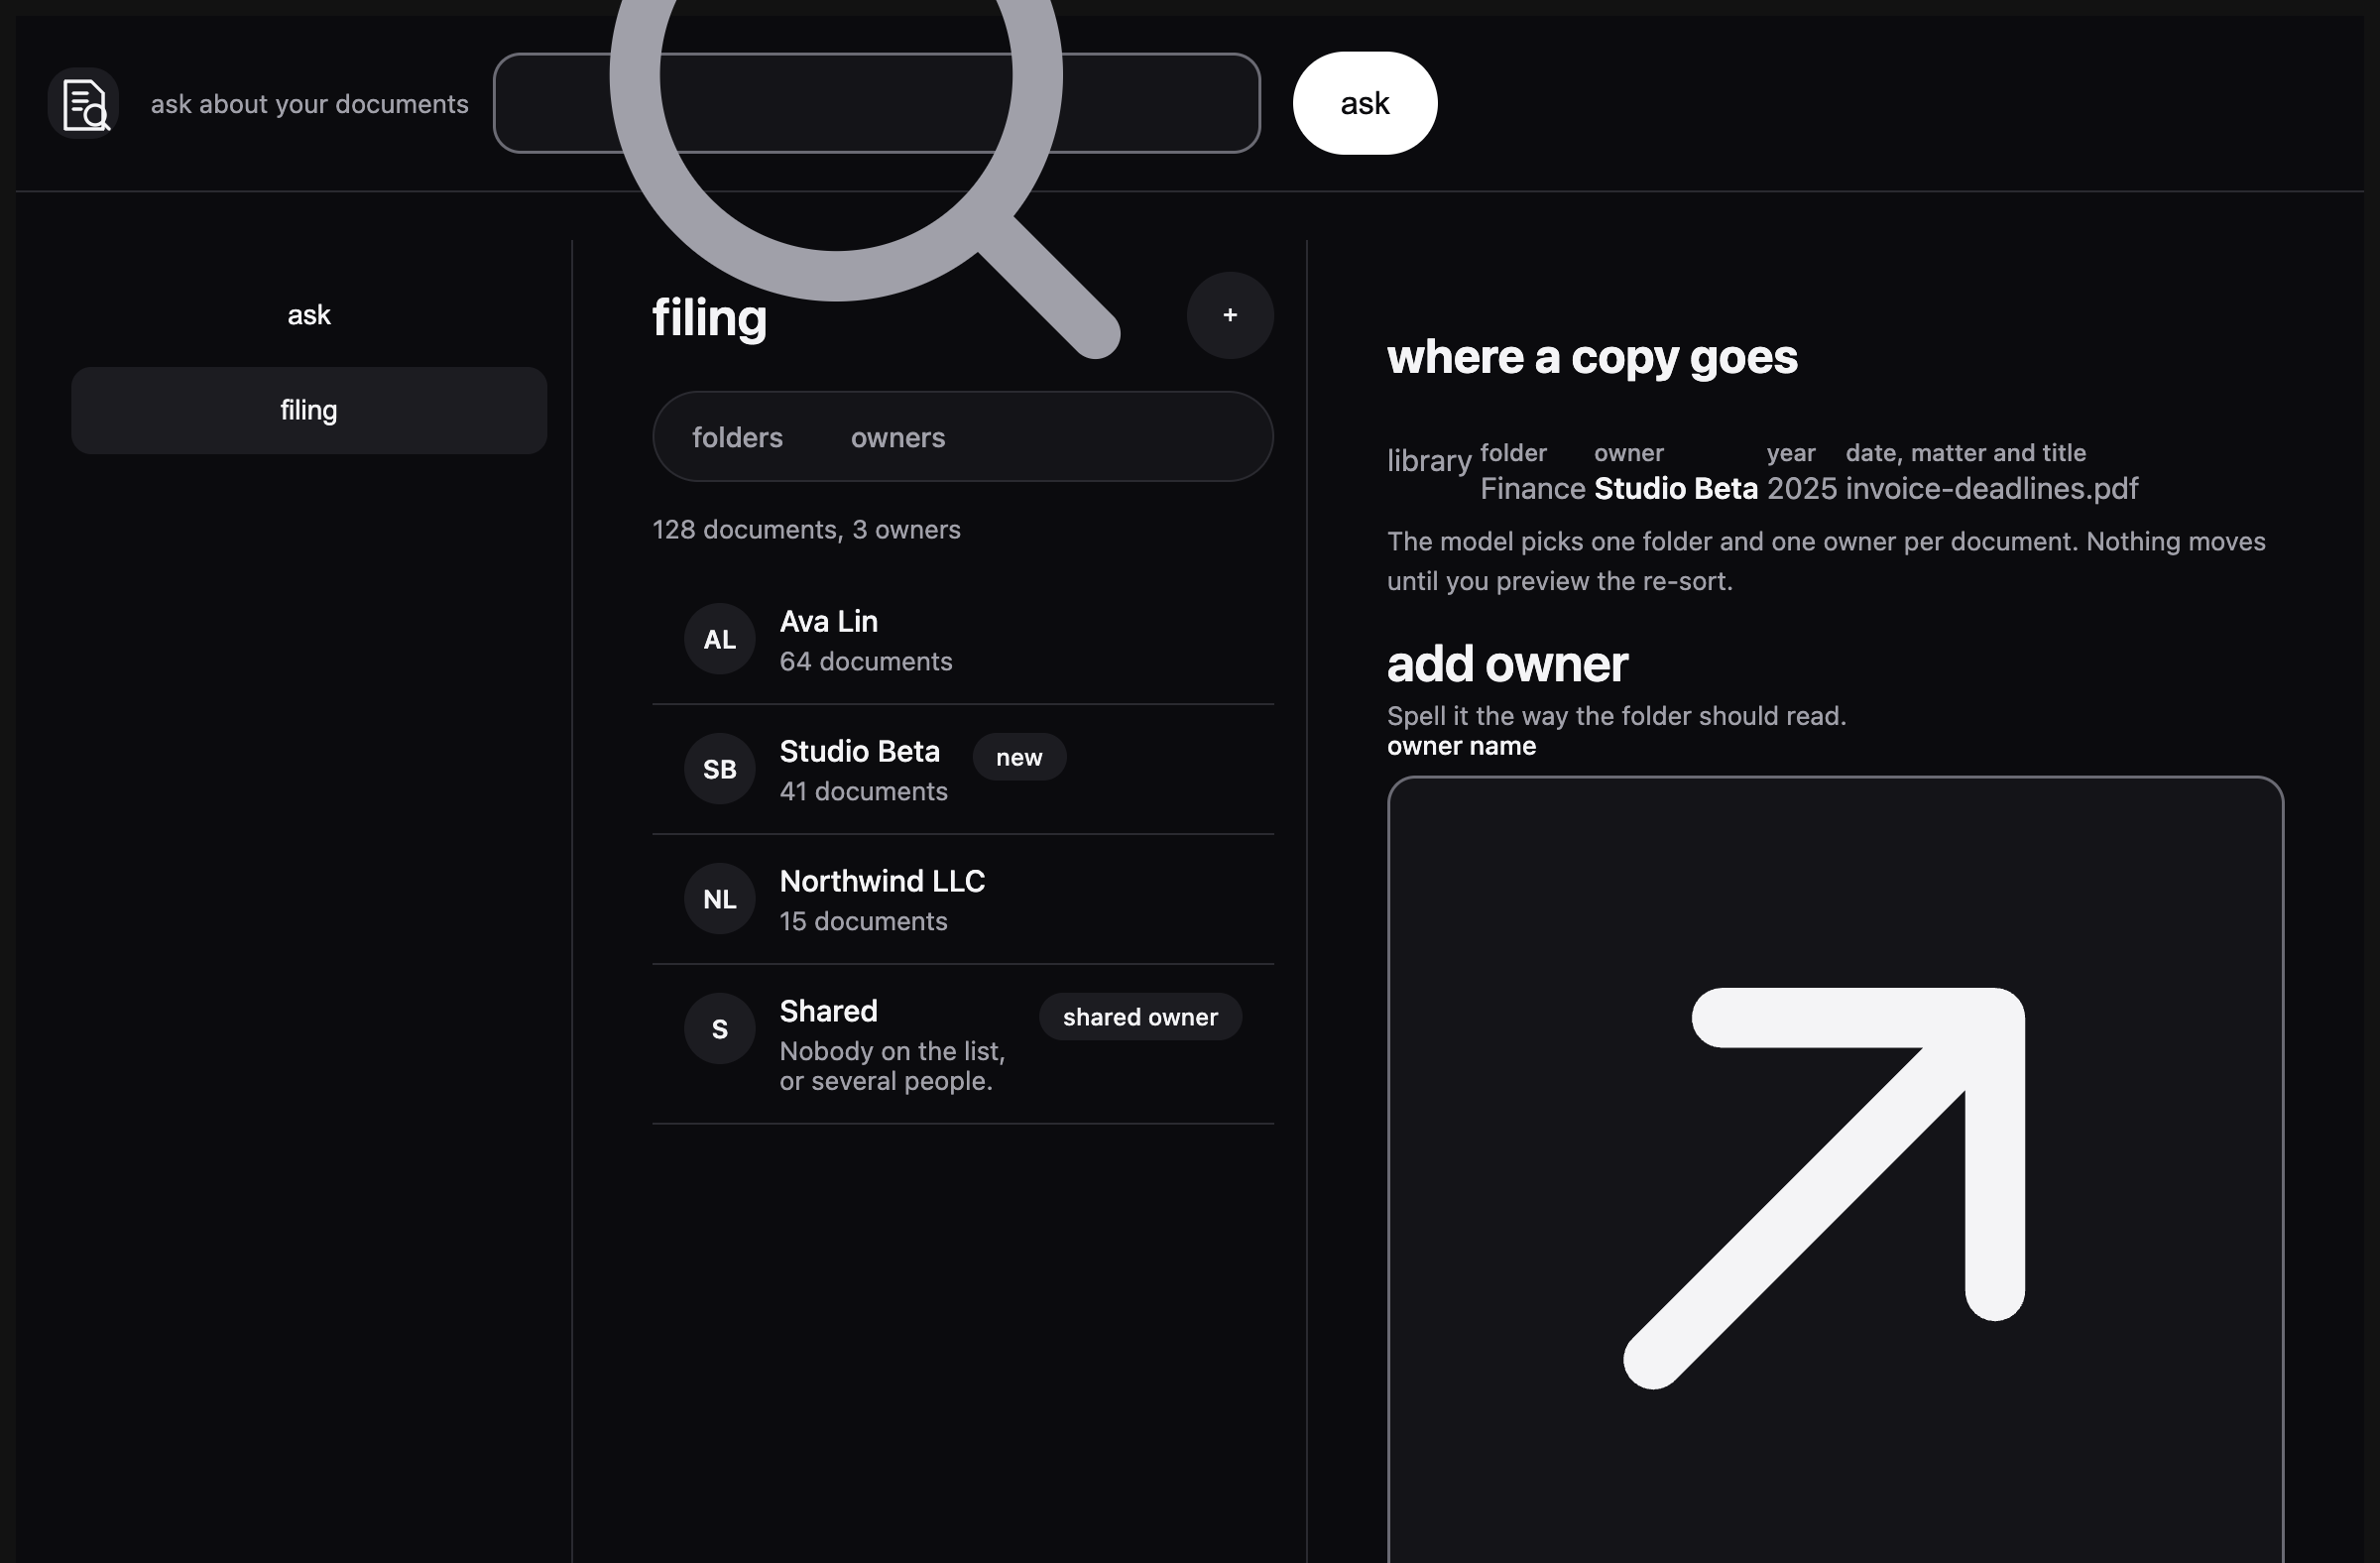 ask about your documents
ask
ask
filing
filing
+
folders owners
128 documents, 3 owners
AL
Ava Lin
64 documents
SB
Studio Beta
new
41 documents
NL
Northwind LLC
15 documents
S
Shared
shared owner
Nobody on the list,
or several people.
where a copy goes
library
folder owner year date, matter and title
Finance Studio Beta 2025 invoice-deadlines.pdf
The model picks one folder and one owner per document. Nothing moves
until you preview the re-sort.
add owner
Spell it the way the folder should read.
owner name